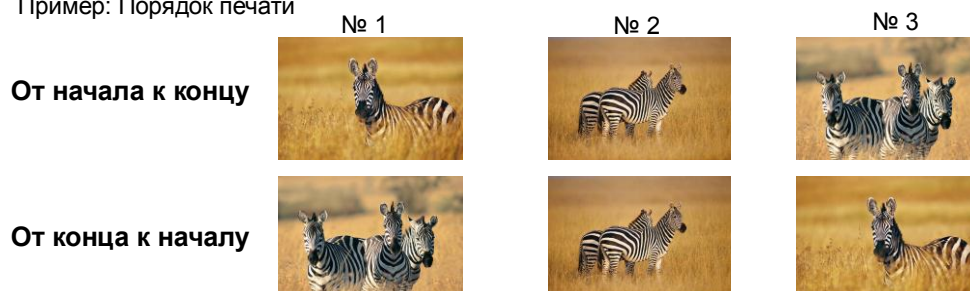 Пример: Порядок печати
№ 1
№ 2
№ 3
От начала к концу
От конца к началу